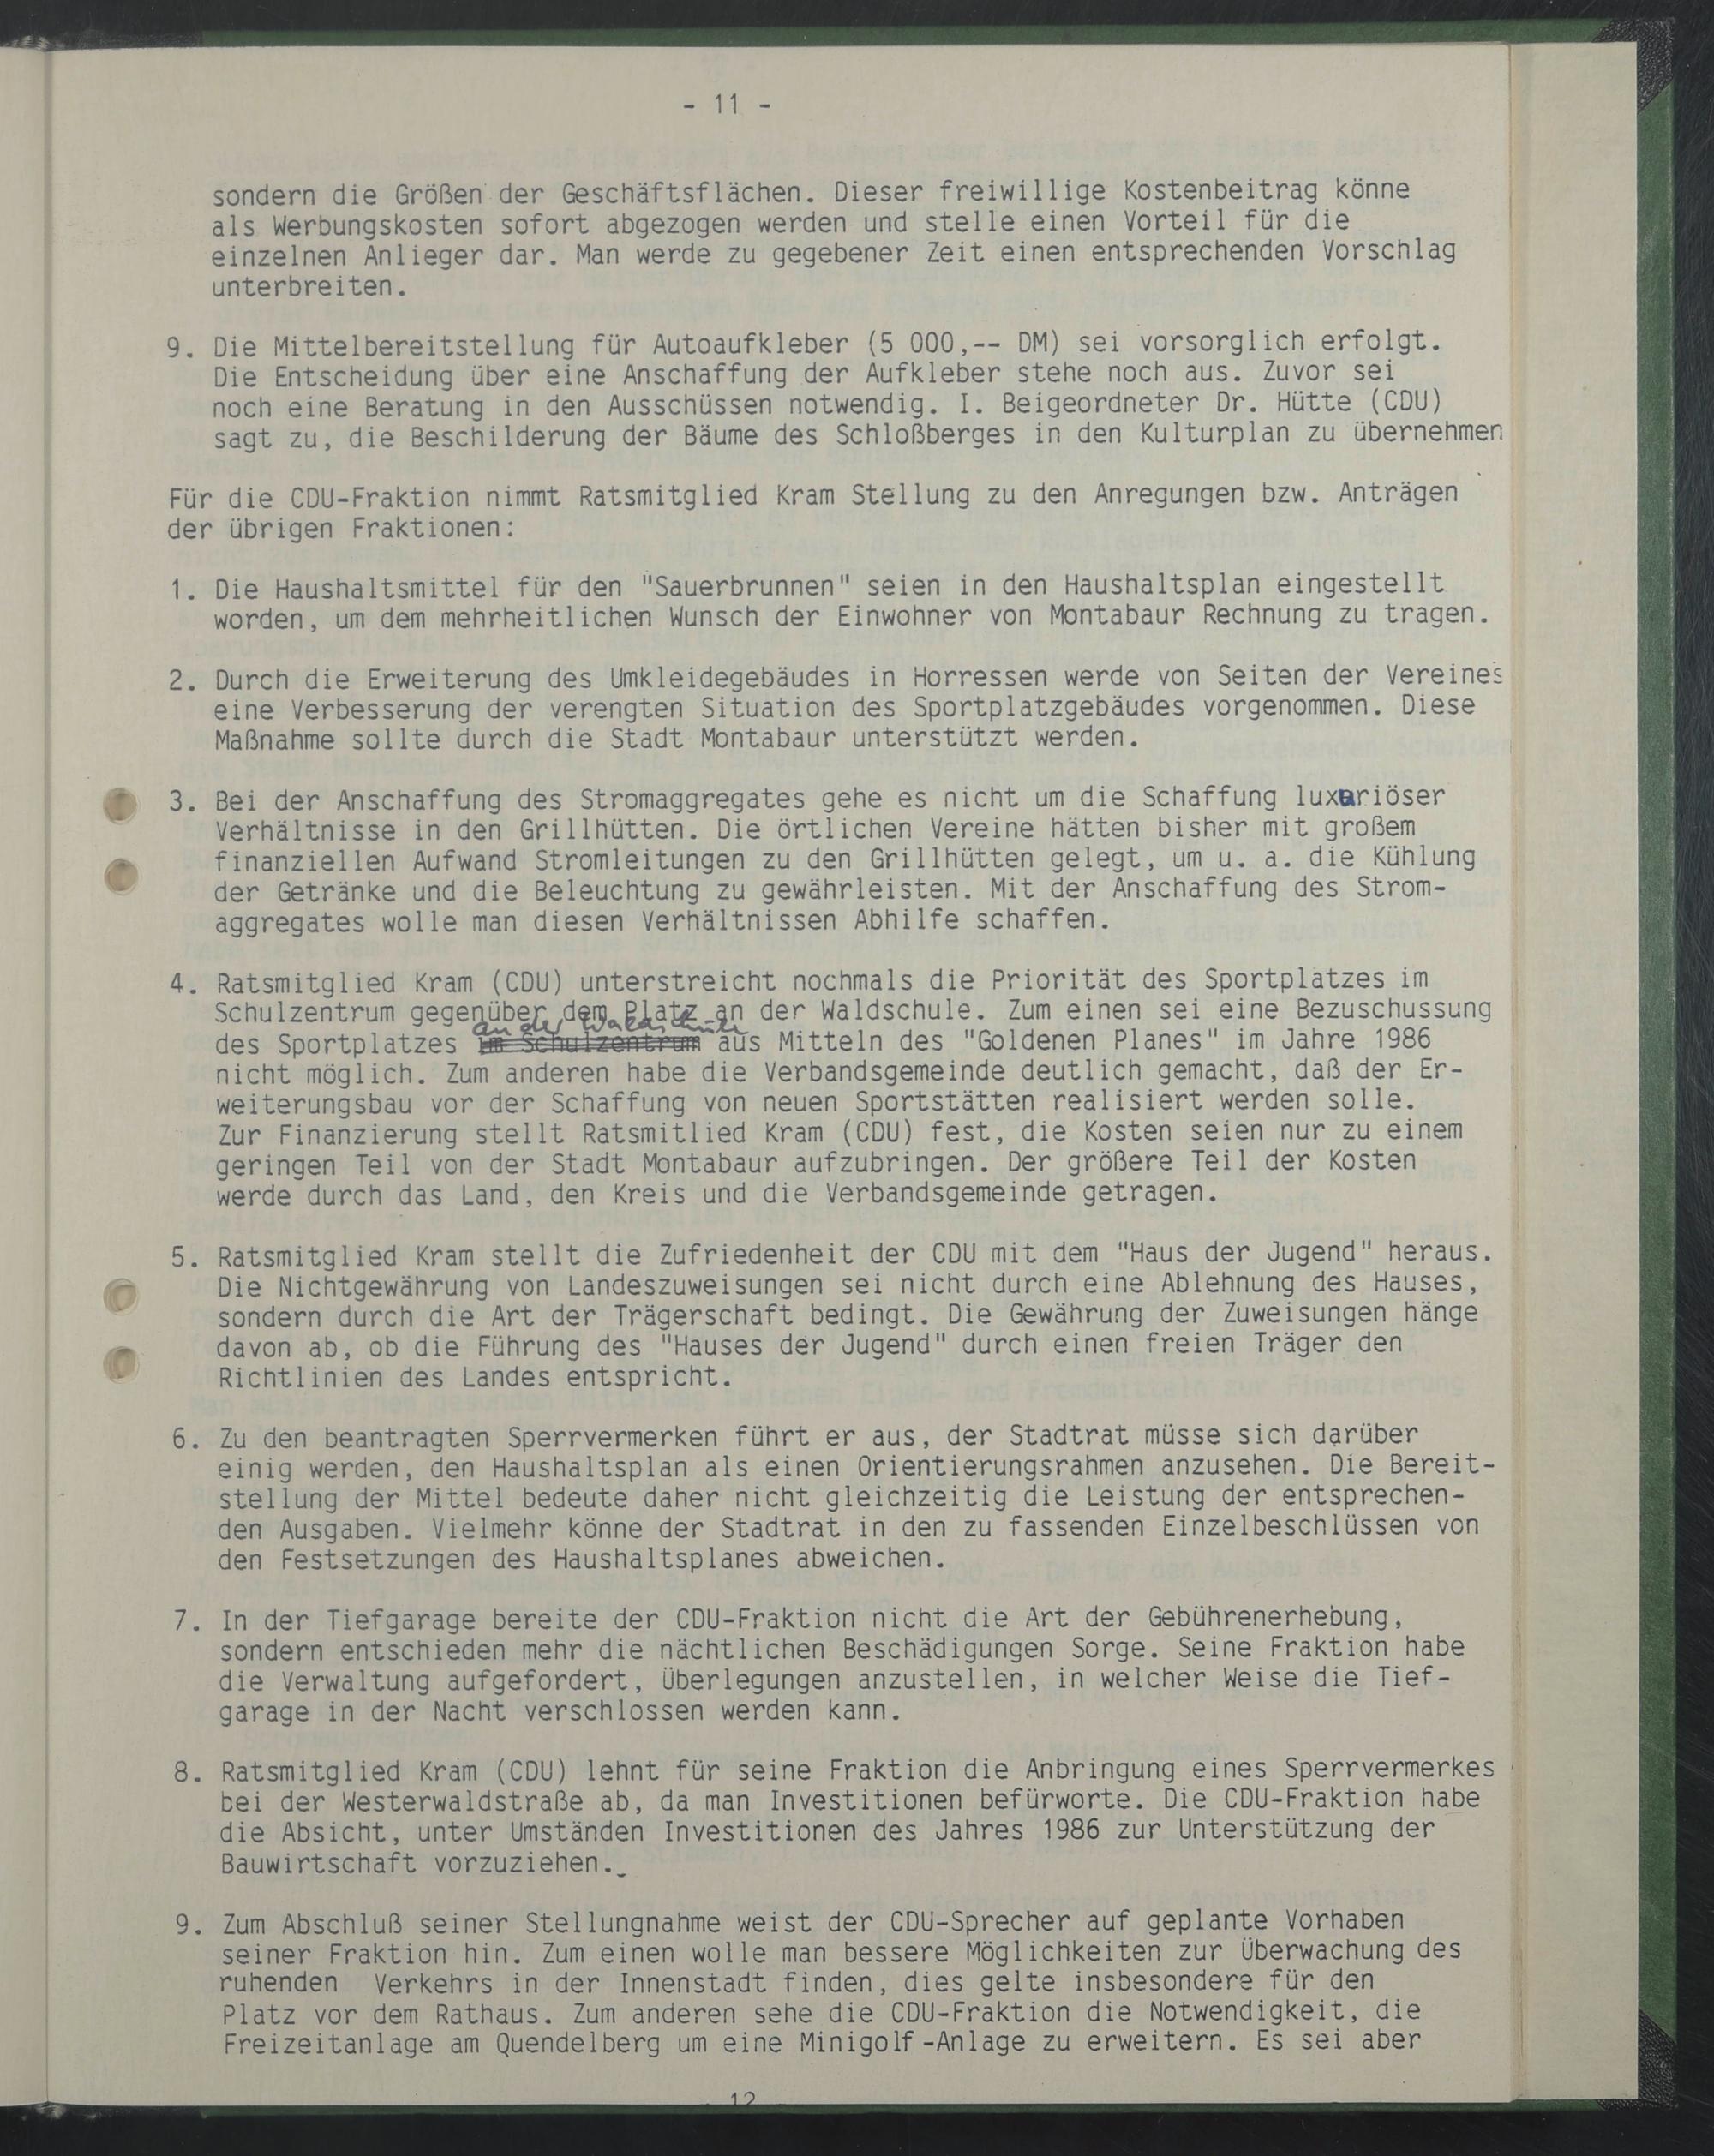 - 11 -
sondern die Größen der Geschäftsflächen. Dieser freiwillige Kostenbeitrag könne
als Werbungskosten sofort abgezogen werden und stelle einen Vorteil für die
einzelnen Anlieger dar. Man werde zu gegebener Zeit einen entsprechenden Vorschlag
unterbreiten.
9. Die Mittelbereitstellung für Autoaufkleber (5 000,-- DM) sei vorsorglich erfolgt.
Die Entscheidung über eine Anschaffung der Aufkleber stehe noch aus. Zuvor sei
noch eine Beratung in den Ausschüssen notwendig. I. Beigeordneter Dr. Hütte (CDU)
sagt zu, die Beschilderung der Bäume des Schloßberges in den Kulturplan zu übernehmen
Für die CDU-Fraktion nimmt Ratsmitglied Kram Stellung zu den Anregungen bzw. Anträgen
der übrigen Fraktionen:
1. Die Haushaltsmittel für den "Sauerbrunnen" seien in den Haushaltsplan eingestellt
worden, um dem mehrheitlichen Wunsch der Einwohner von Montabaur Rechnung zu tragen.
2. Durch die Erweiterung des Umkleidegebäudes in Horressen werde von Seiten der Vereines
eine Verbesserung der verengten Situation des Sportplatzgebäudes vorgenommen. Diese
Maßnahme sollte durch die Stadt Montabaur unterstützt werden.
3. Bei der Anschaffung des Stromaggregates gehe es nicht um die Schaffung luxuriöser
Verhältnisse in den Grillhütten. Die örtlichen Vereine hätten bisher mit großem
finanziellen Aufwand Stromleitungen zu den Grillhütten gelegt, um u. a. die Kühlung
der Getränke und die Beleuchtung zu gewährleisten. Mit der Anschaffung des Strom-
aggregates wolle man diesen Verhältnissen Abhilfe schaffen.
4. Ratsmitglied Kram (CDU) unterstreicht nochmals die Priorität des Sportplatzes im
Schulzentrum gegenüber dem Platz an der Waldschule. Zum einen sei eine Bezuschussung
an der Waldschule
des Sportplatzes im Schulzentrum aus Mitteln des "Goldenen Planes" im Jahre 1986
nicht möglich. Zum anderen habe die Verbandsgemeinde deutlich gemacht, daß der Er-
weiterungsbau vor der Schaffung von neuen Sportstätten realisiert werden solle.
Zur Finanzierung stellt Ratsmitlied Kram (CDU) fest, die Kosten seien nur zu einem
geringen Teil von der Stadt Montabaur aufzubringen. Der größere Teil der Kosten
werde durch das Land, den Kreis und die Verbandsgemeinde getragen.
5. Ratsmitglied Kram stellt die Zufriedenheit der CDU mit dem "Haus der Jugend" heraus.
Die Nichtgewährung von Landeszuweisungen sei nicht durch eine Ablehnung des Hauses,
sondern durch die Art der Trägerschaft bedingt. Die Gewährung der Zuweisungen hänge
davon ab, ob die Führung des "Hauses der Jugend" durch einen freien Träger den
Richtlinien des Landes entspricht.
6. Zu den beantragten Sperrvermerken führt er aus, der Stadtrat müsse sich darüber
einig werden, den Haushaltsplan als einen Orientierungsrahmen anzusehen. Die Bereit-
stellung der Mittel bedeute daher nicht gleichzeitig die Leistung der entsprechen-
den Ausgaben. Vielmehr könne der Stadtrat in den zu fassenden Einzelbeschlüssen von
den Festsetzungen des Haushaltsplanes abweichen.
7. In der Tiefgarage bereite der CDU-Fraktion nicht die Art der Gebührenerhebung,
sondern entschieden mehr die nächtlichen Beschädigungen Sorge. Seine Fraktion habe
die Verwaltung aufgefordert, Überlegungen anzustellen, in welcher Weise die Tief-
garage in der Nacht verschlossen werden kann.
8. Ratsmitglied Kram (CDU) lehnt für seine Fraktion die Anbringung eines Sperrvermerkes
bei der Westerwaldstraße ab, da man Investitionen befürworte. Die CDU-Fraktion habe
die Absicht, unter Umständen Investitionen des Jahres 1986 zur Unterstützung der
Bauwirtschaft vorzuziehen._
9. Zum Abschluß seiner Stellungnahme weist der CDU-Sprecher auf geplante Vorhaben
seiner Fraktion hin. Zum einen wolle man bessere Möglichkeiten zur Überwachung des
ruhenden  Verkehrs in der Innenstadt finden, dies gelte insbesondere für den
Platz vor dem Rathaus. Zum anderen sehe die CDU-Fraktion die Notwendigkeit, die
Freizeitanlage am Quendelberg um eine Minigolf-Anlage zu erweitern. Es sei aber
12